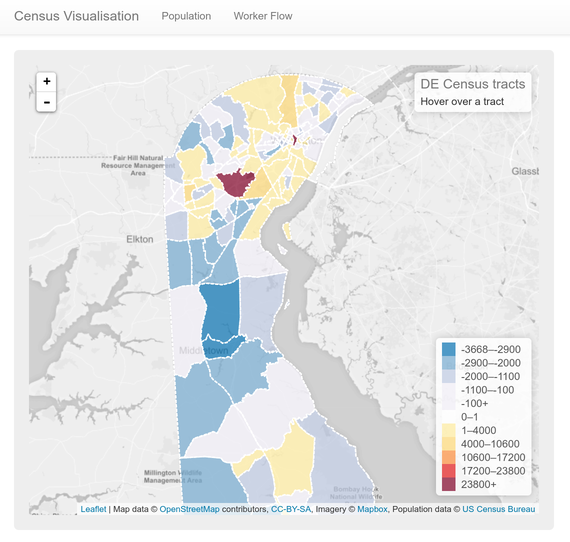 Census Visualisation Population Worker Flow
+
-
DE Census tracts
Hover over a tract
Fair Hill Natural
Resource Management
Area
Glasst
Elkton
Middletown
-3668–-2900
-2900–-2000
-2000–-1100
-1100–-100
-100+
0–1
1–4000
4000–10600
10600–17200
17200–23800
23800+
Millington Wildlife
Management Area
Bombay Hook
National Wildlife
Leaflet | Map data © OpenStreetMap contributors, CC-BY-SA, Imagery © Mapbox, Population data © US Census Bureau